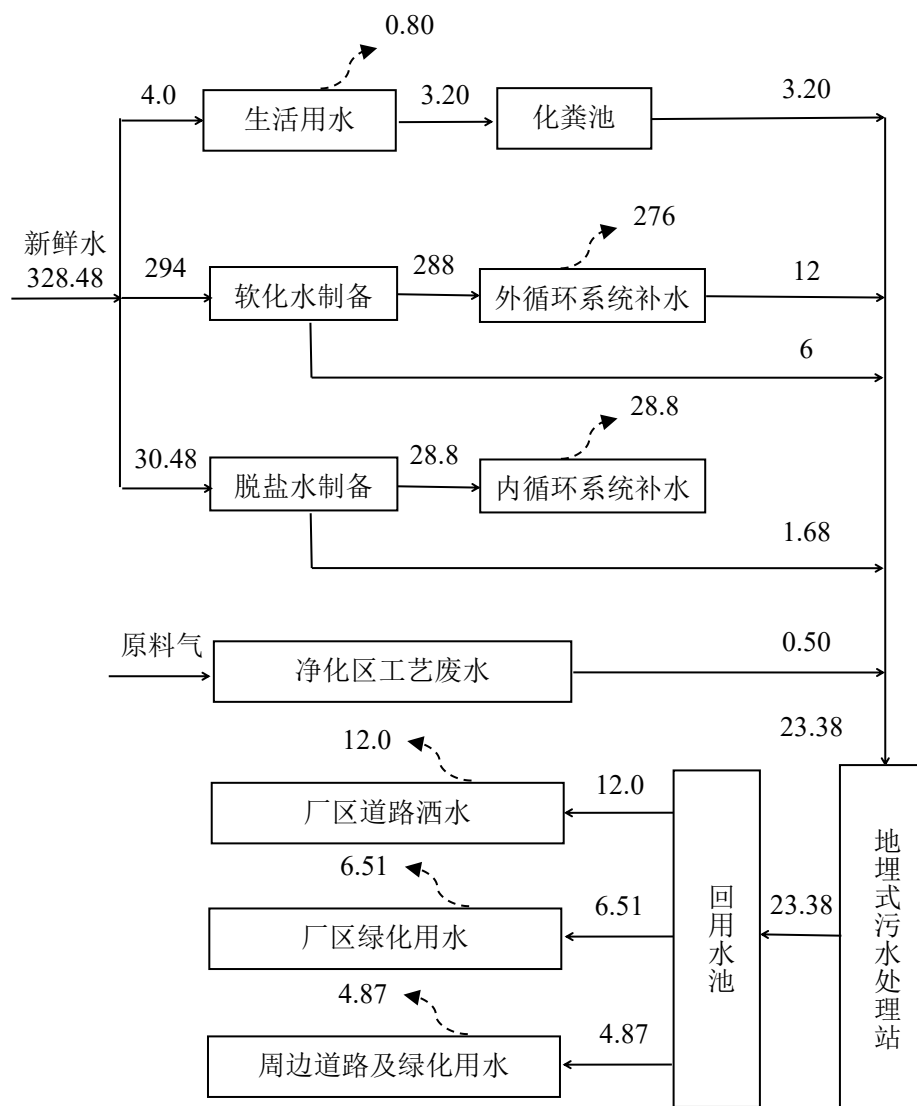 0.80
4.0
生活用水
3.20
化粪池
3.20
新鲜水
328.48
294
软化水制备
288
276
外循环系统补水
12
6
30.48
脱盐水制备
28.8
28.8
内循环系统补水
1.68
原料气
净化区工艺废水
0.50
23.38
12.0
厂区道路洒水
12.0
6.51
厂区绿化用水
6.51
4.87
周边道路及绿化用水
4.87
回用水池
23.38
地埋式污水处理站